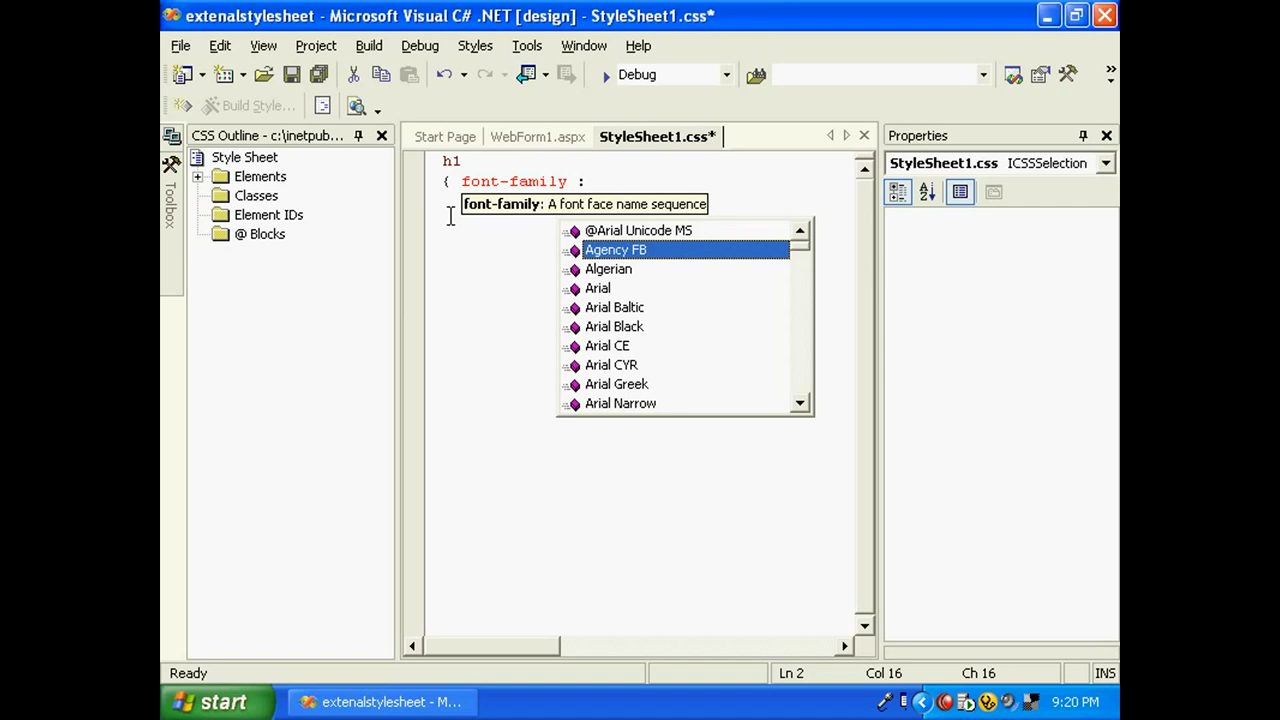 extenalstylesheet - Microsoft Visual C# .NET [design] - StyleSheet1.css*
File Edit View Project Build Debug Styles Tools Window Help
Debug
Build Style...
CSS Outline - c:\inetpub...
Style Sheet
Elements
Classes
Element IDs
@ Blocks
Toolbox
Start Page WebForm1.aspx StyleSheet1.css*
h1
{ font-family :
font-family: A font face name sequence
@Arial Unicode MS
Agency FB
Algerian
Arial
Arial Baltic
Arial Black
Arial CE
Arial CYR
Arial Greek
Arial Narrow
Properties
StyleSheet1.css ICSSSelection
Ready Ln 2 Col 16 Ch 16 INS
start extenalstylesheet - M... 9:20 PM